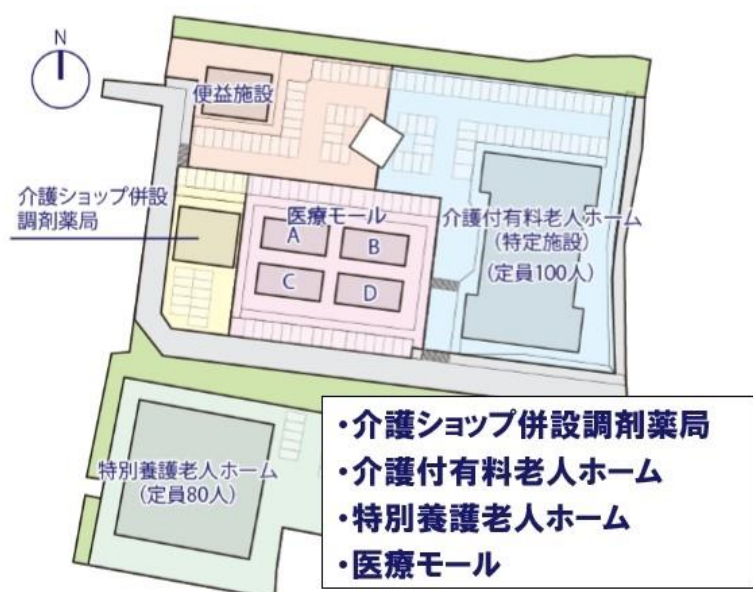 N
便益施設
介護ショップ併設
調剤薬局
医療モール
A
B
C
D
介護付有料老人ホーム
(特定施設)
(定員100人)
特別養護老人ホーム
(定員80人)
・介護ショップ併設調剤薬局
・介護付有料老人ホーム
・特別養護老人ホーム
・医療モール